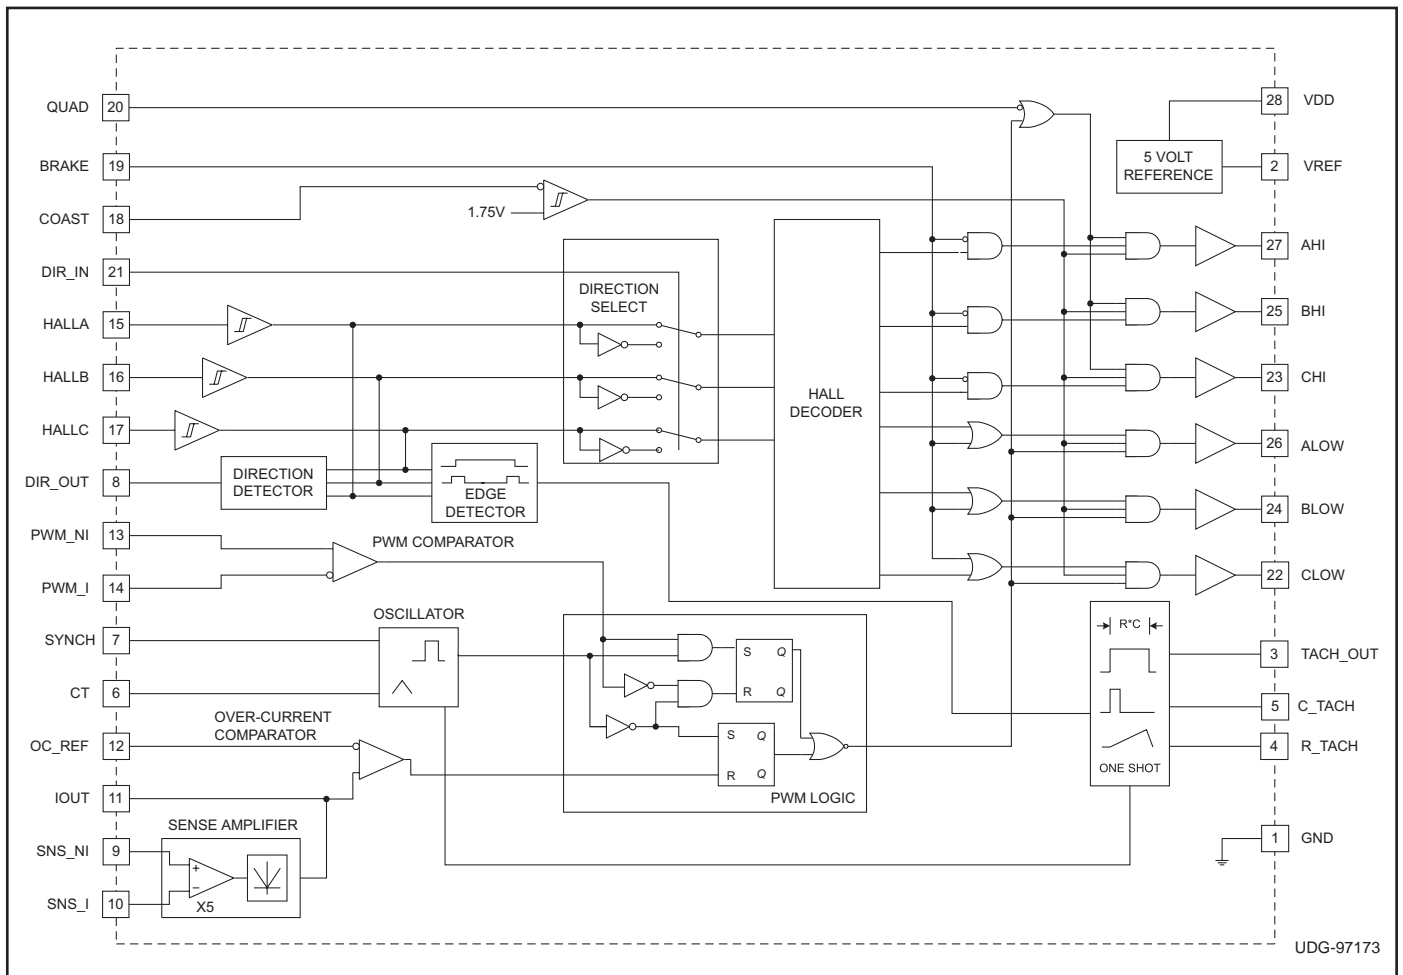 QUAD 20
BRAKE 19
COAST 18
DIR_IN 21
HALLA 15
HALLB 16
HALLC 17
DIR_OUT 8
PWM_NI 13
PWM_I 14
SYNCH 7
CT 6
OC_REF 12
IOUT 11
SNS_NI 9
SNS_I 10
1.75V
DIRECTION
SELECT
HALL
DECODER
DIRECTION
DETECTOR
EDGE
DETECTOR
PWM COMPARATOR
OSCILLATOR
OVER-CURRENT
COMPARATOR
SENSE AMPLIFIER
+
−
X5
S Q
R Q
S Q
R Q
PWM LOGIC
5 VOLT
REFERENCE
R*C
ONE SHOT
28 VDD
2 VREF
27 AHI
25 BHI
23 CHI
26 ALOW
24 BLOW
22 CLOW
3 TACH_OUT
5 C_TACH
4 R_TACH
1 GND
UDG-97173